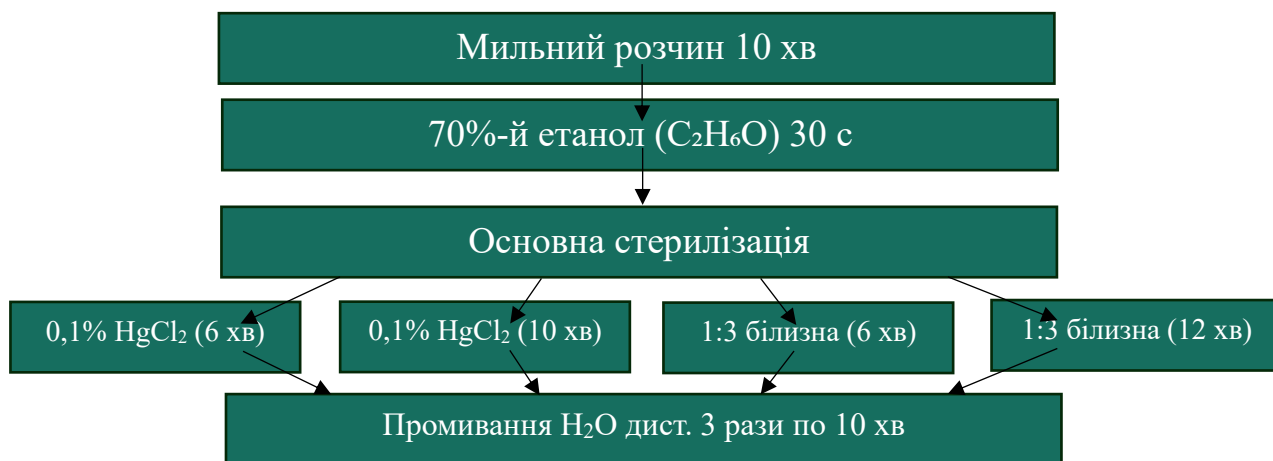 Мильний розчин 10 хв
70%-й етанол (C₂H₆O) 30 с
Основна стерилізація
0,1% HgCl₂ (6 хв)
0,1% HgCl₂ (10 хв)
1:3 білизна (6 хв)
1:3 білизна (12 хв)
Промивання H₂O дист. 3 рази по 10 хв